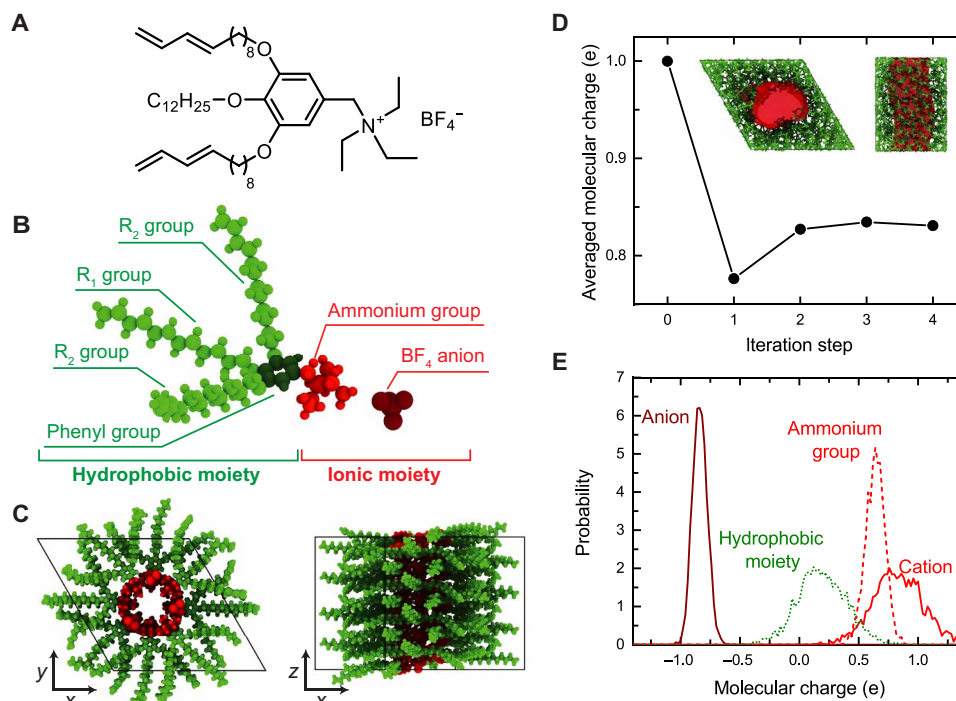 A
( )8 O
C12H25–O
N+
BF4−
O
( )8
B
R2 group
R1 group
R2 group
Phenyl group
Ammonium group
BF4 anion
Hydrophobic moiety
Ionic moiety
C
y
x
z
x
D
Averaged molecular charge (e)
1.0
0.9
0.8
0 1 2 3 4
Iteration step
E
Probability
7
6
5
4
3
2
1
0
Anion
Ammonium
group
Hydrophobic
moiety
Cation
−1.0 −0.5 0.0 0.5 1.0
Molecular charge (e)